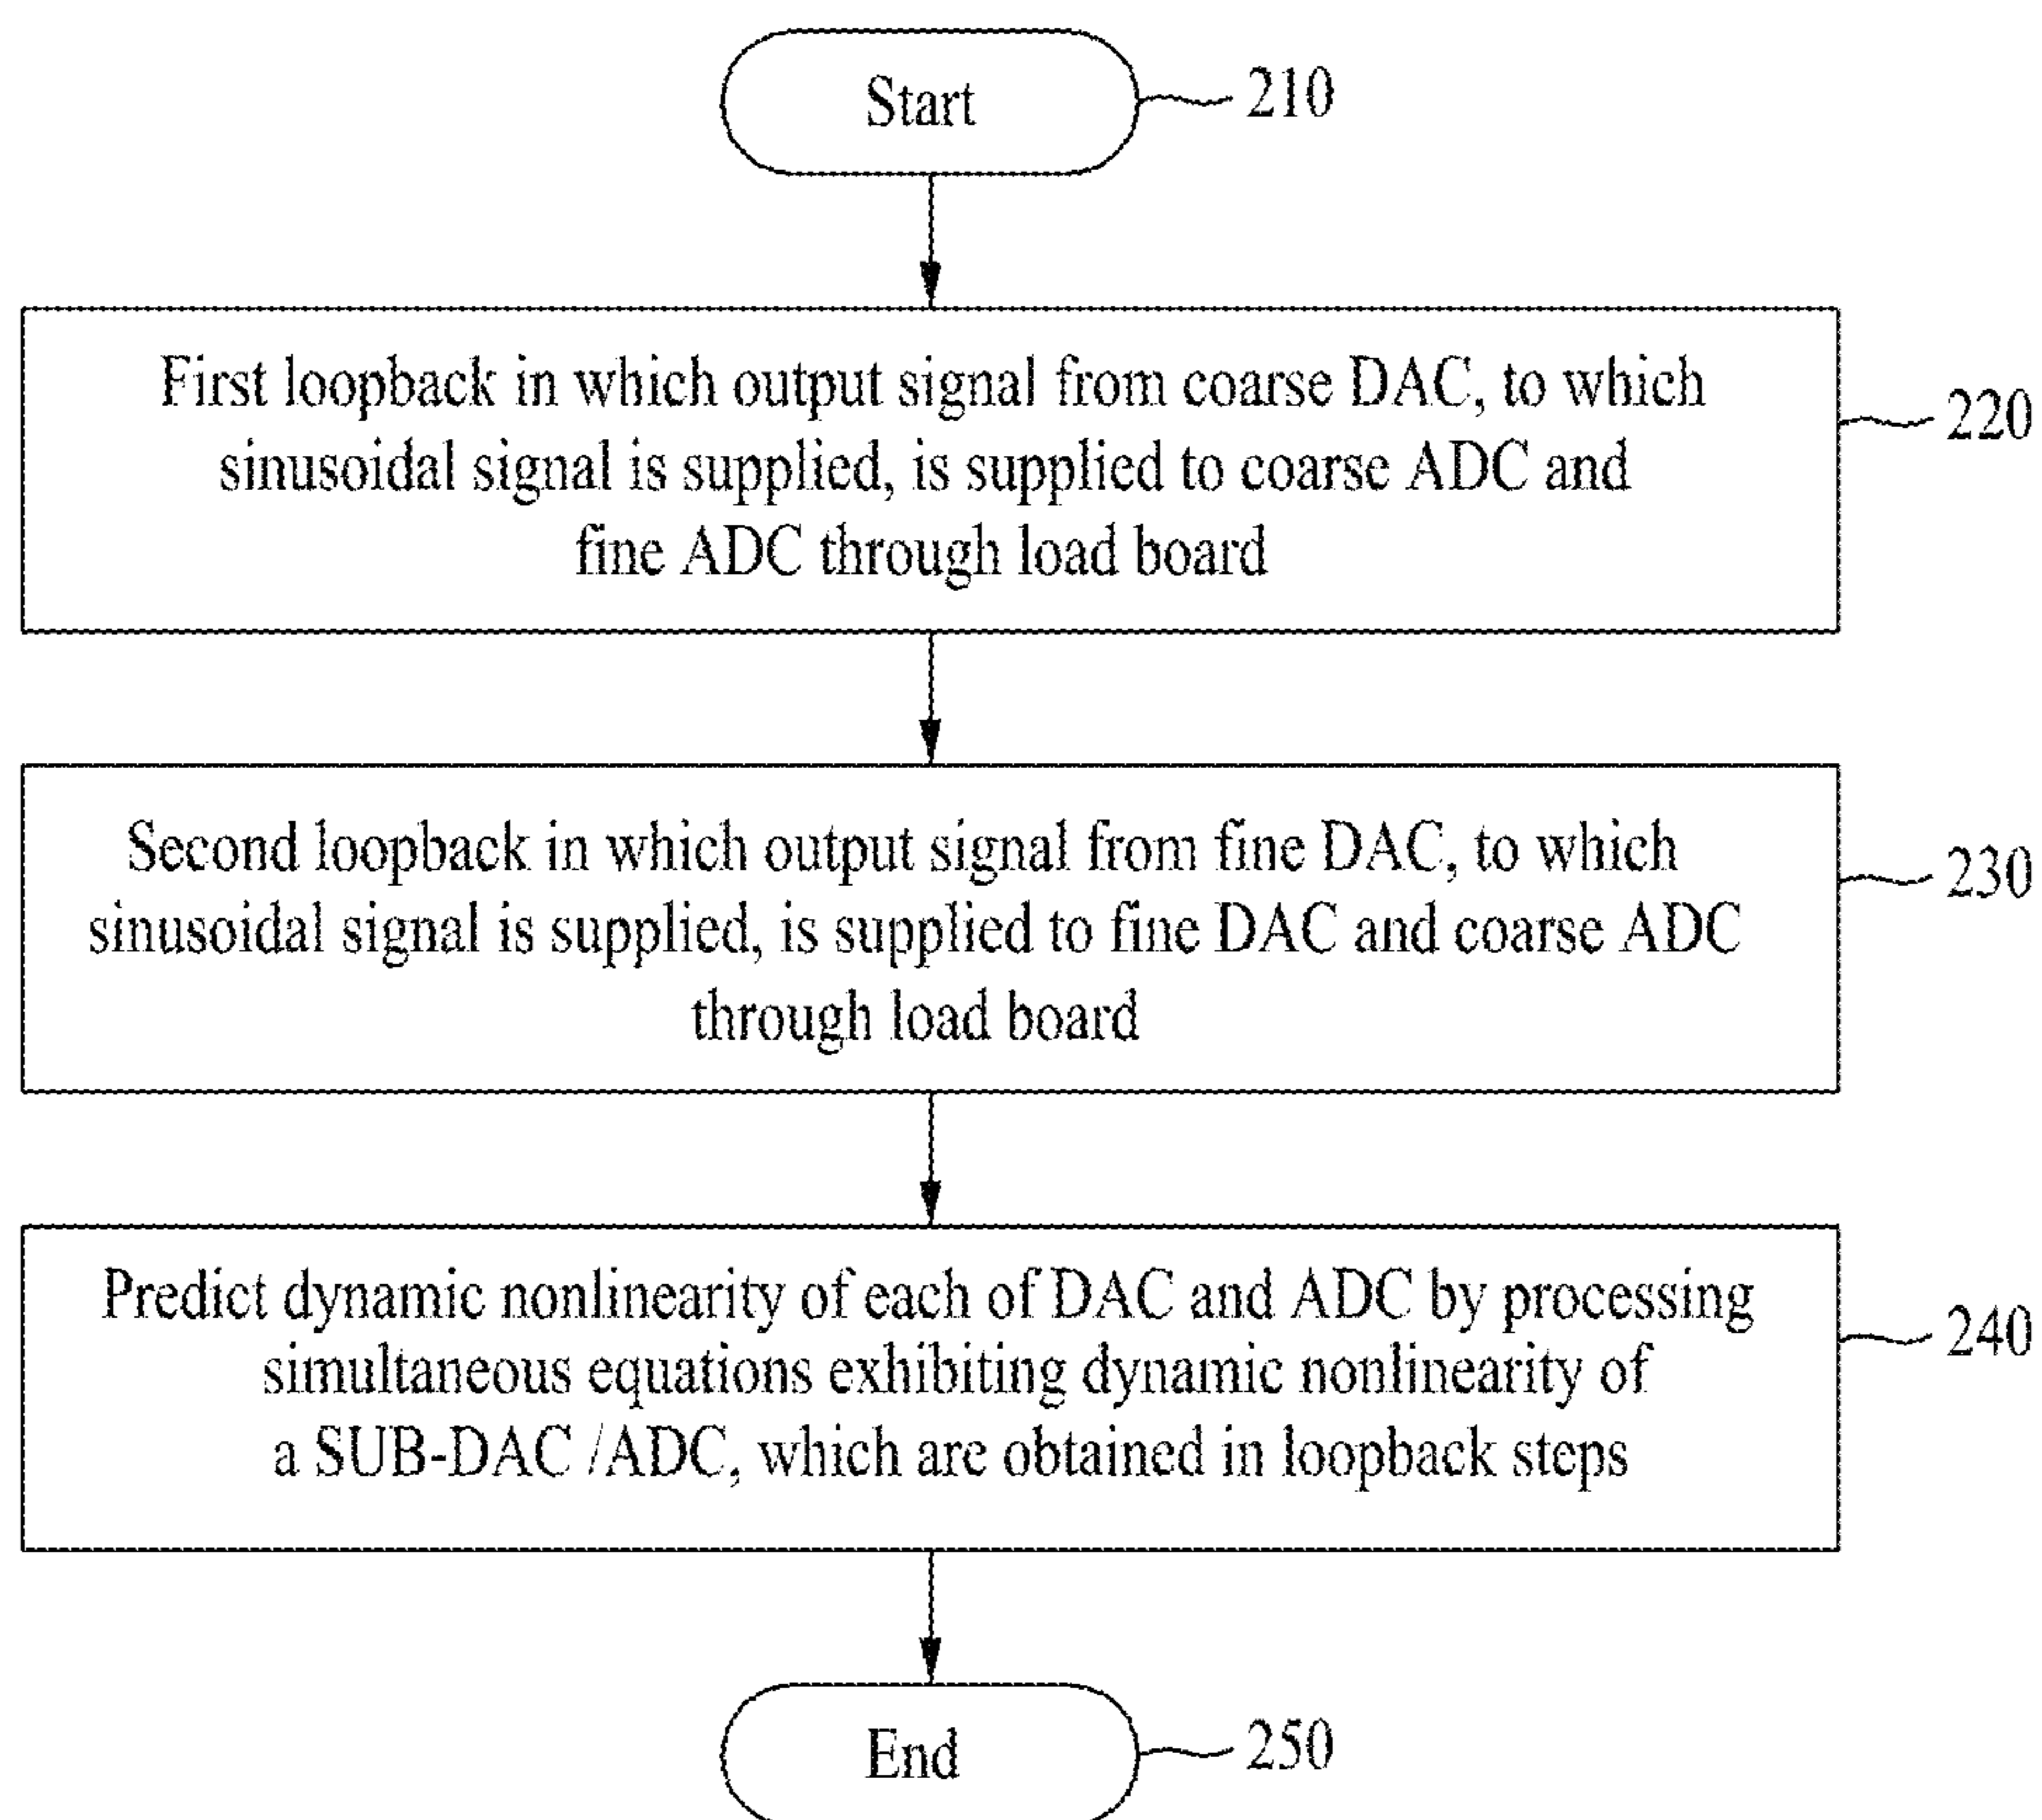 Start
210
First loopback in which output signal from coarse DAC, to which
sinusoidal signal is supplied, is supplied to coarse ADC and
fine ADC through load board
220
Second loopback in which output signal from fine DAC, to which
sinusoidal signal is supplied, is supplied to fine DAC and coarse ADC
through load board
230
Predict dynamic nonlinearity of each of DAC and ADC by processing
simultaneous equations exhibiting dynamic nonlinearity of
a SUB-DAC /ADC, which are obtained in loopback steps
240
End
250